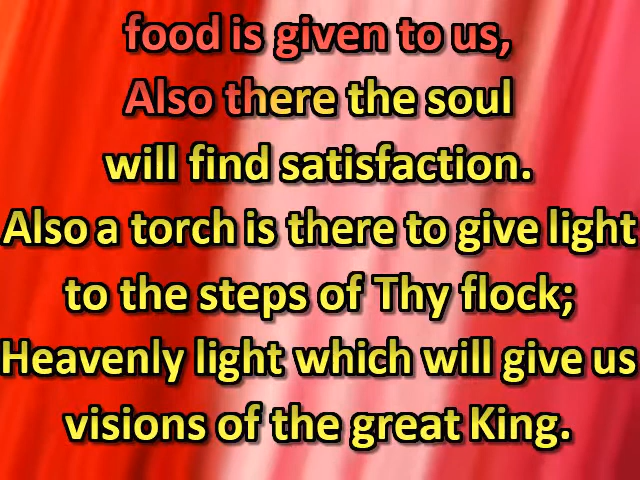 food is given to us,
Also there the soul
will find satisfaction.
Also a torch is there to give light
to the steps of Thy flock;
Heavenly light which will give us
visions of the great King.